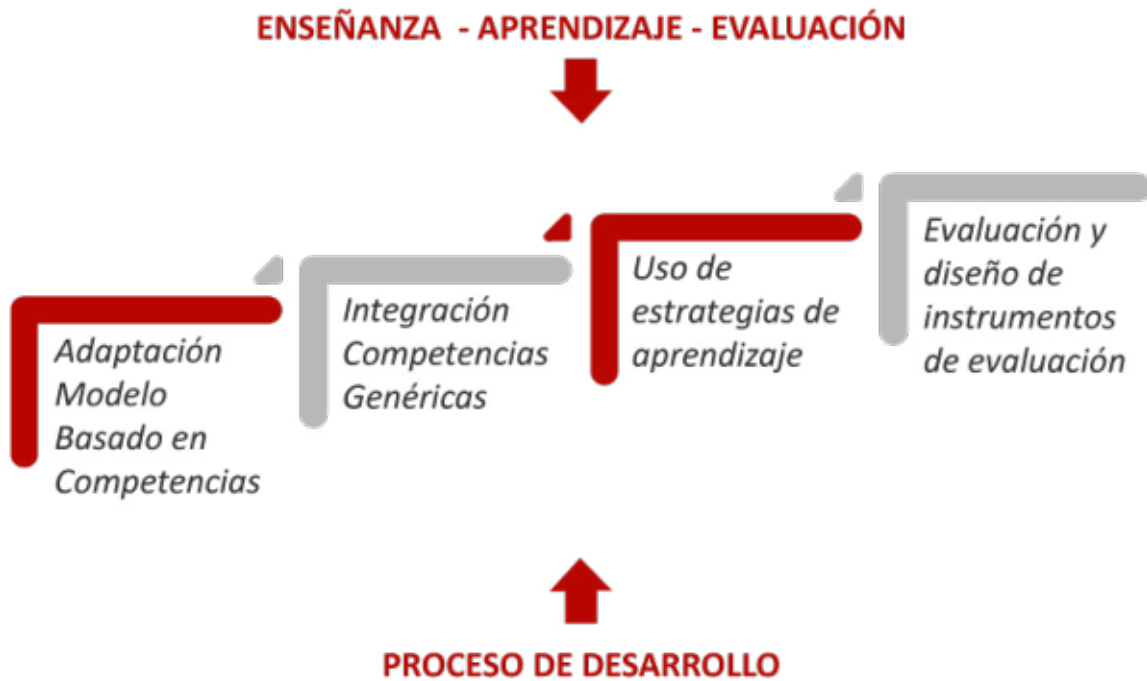 ENSEÑANZA - APRENDIZAJE - EVALUACIÓN
Adaptación
Modelo
Basado en
Competencias
Integración
Competencias
Genéricas
Uso de
estrategias de
aprendizaje
Evaluación y
diseño de
instrumentos
de evaluación
PROCESO DE DESARROLLO